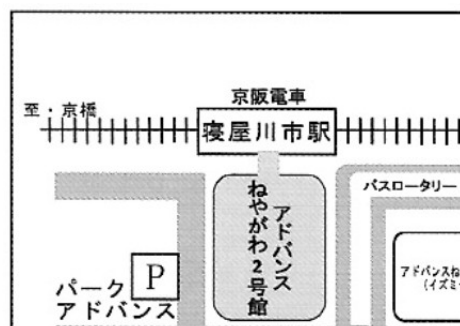 京阪電車
至・京橋
寝屋川市駅
バスロータリー
アドバンス
ねやがわ2号館
P
パーク
アドバンス
アドバンスね
(イズミ